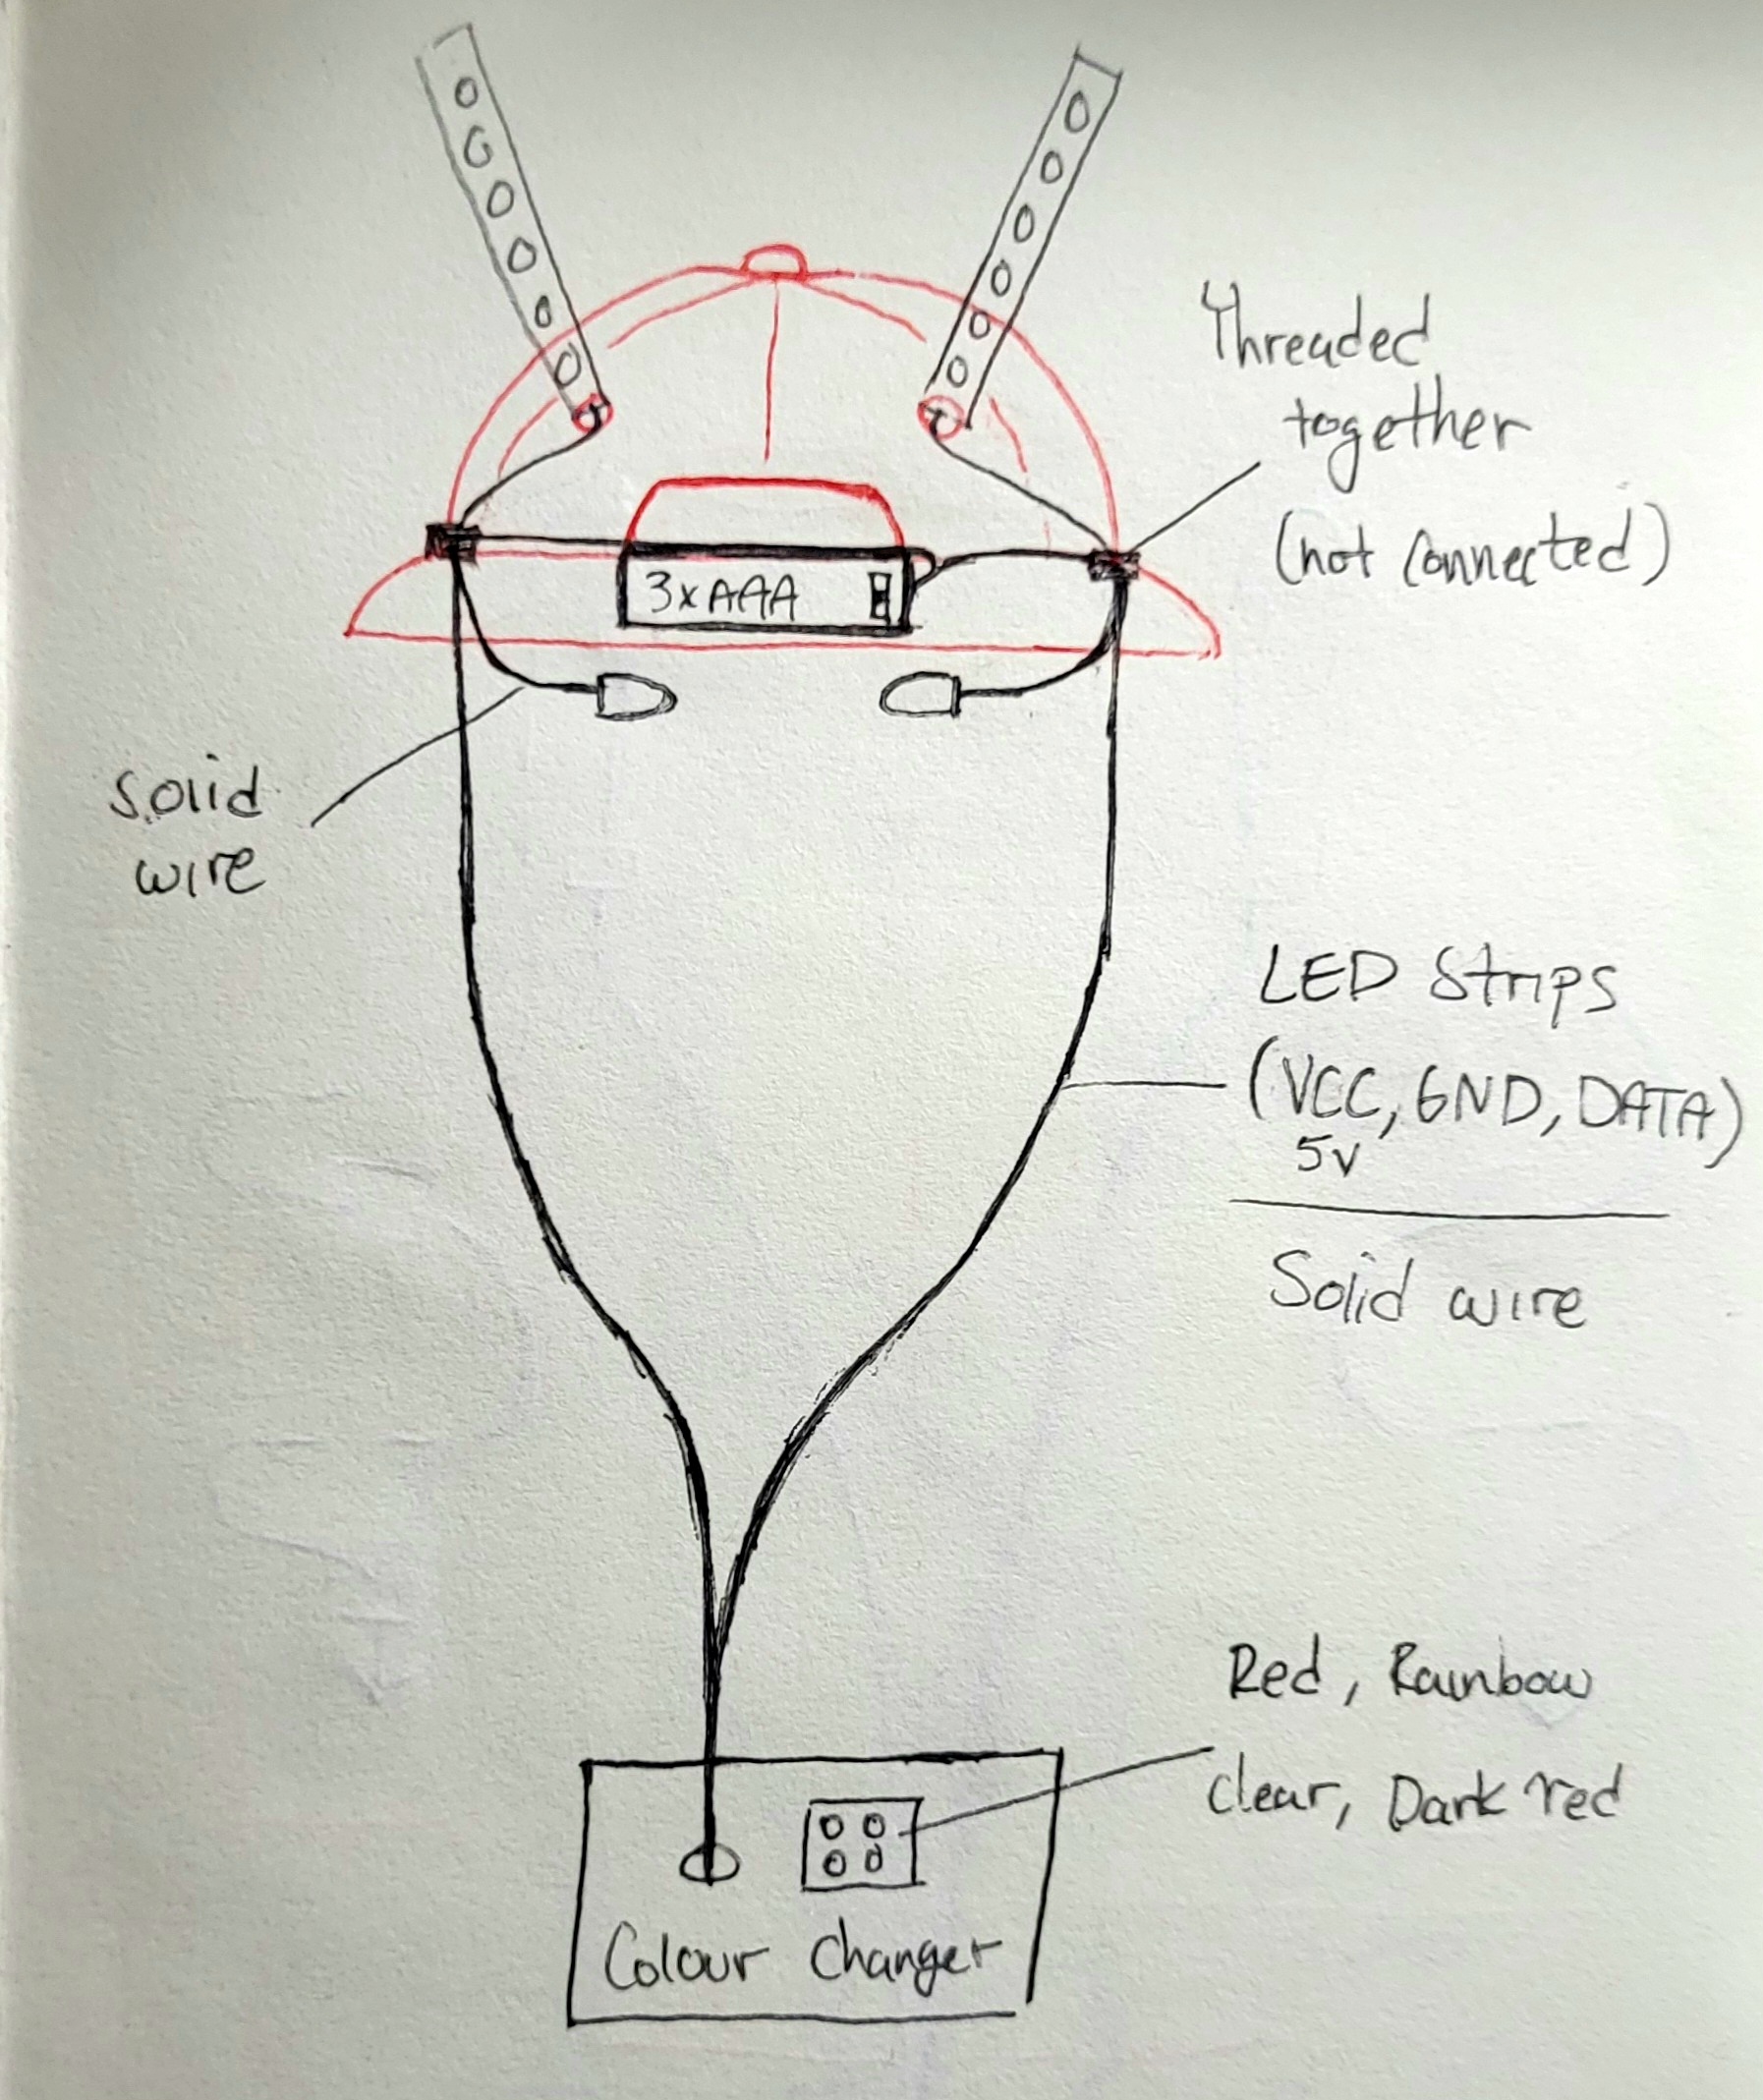 Threaded
together
(not connected)
3xAAA
Solid
wire
LED Strips
(VCC, GND, DATA)
5V
Solid wire
Red, Rainbow
Clear, Dark red
Colour Changer